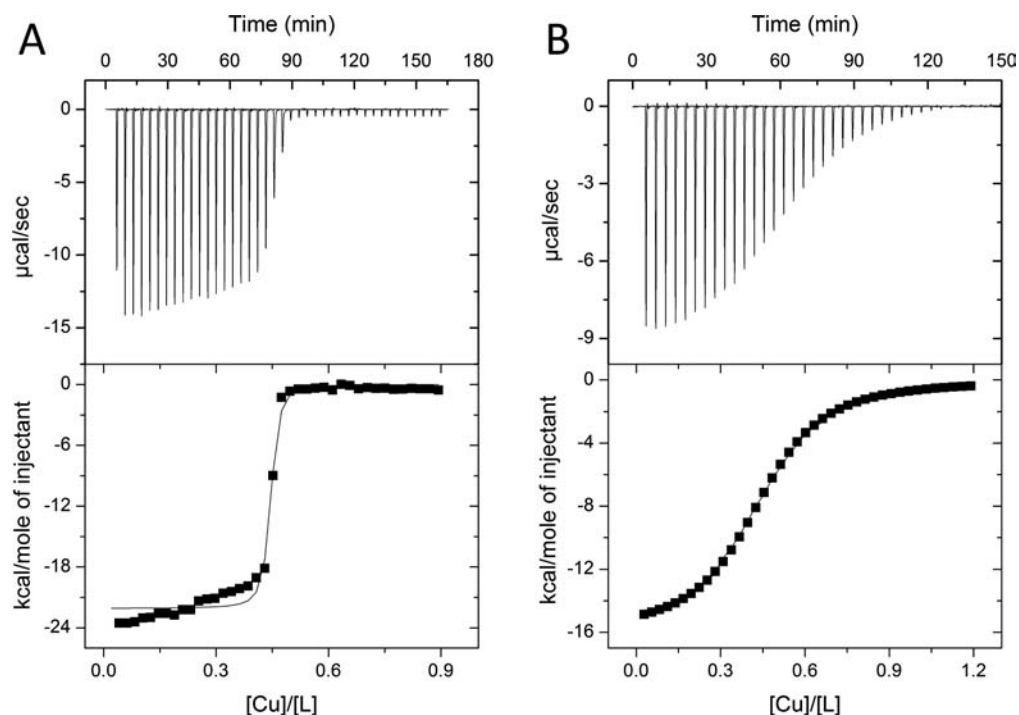 A
Time (min)
0 30 60 90 120 150 180
0
-5
-10
-15
µcal/sec
0
-6
-12
-18
-24
kcal/mole of injectant
0.0 0.3 0.6 0.9
[Cu]/[L]
B
Time (min)
0 30 60 90 120 150
0
-3
-6
-9
µcal/sec
0
-4
-8
-12
-16
kcal/mole of injectant
0.0 0.3 0.6 0.9 1.2
[Cu]/[L]